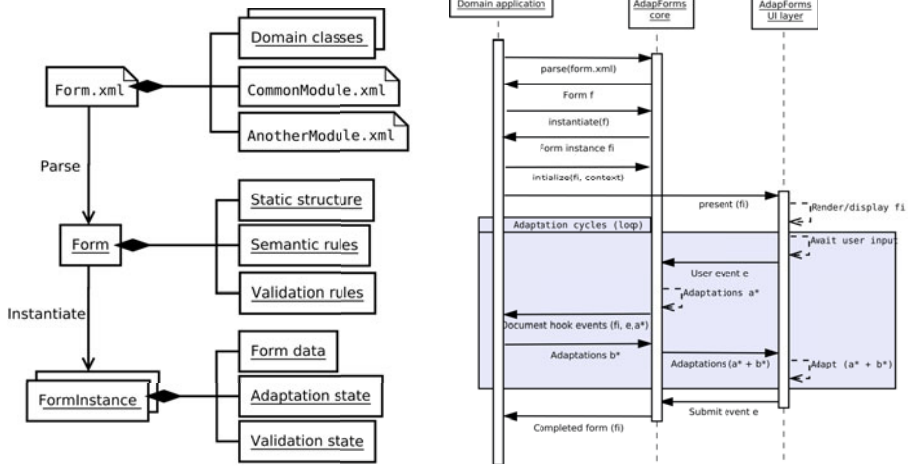 Domain classes
Form.xml
CommonModule.xml
AnotherModule.xml
Parse
Static structure
Form
Semantic rules
Validation rules
Instantiate
Form data
FormInstance
Adaptation state
Validation state
Domain application
AdapForms
core
AdapForms
UI layer
parse(form.xml)
Form f
instantiate(f)
Form instance fi
intialize(fi, context)
present (fi)
Render/display fi
Adaptation cycles (loop)
Await user input
User event e
Adaptations a*
Document hook events (fi, e,a*)
Adaptations b*
Adaptations (a* + b*)
Adapt (a* + b*)
Submit event e
Completed form (fi)